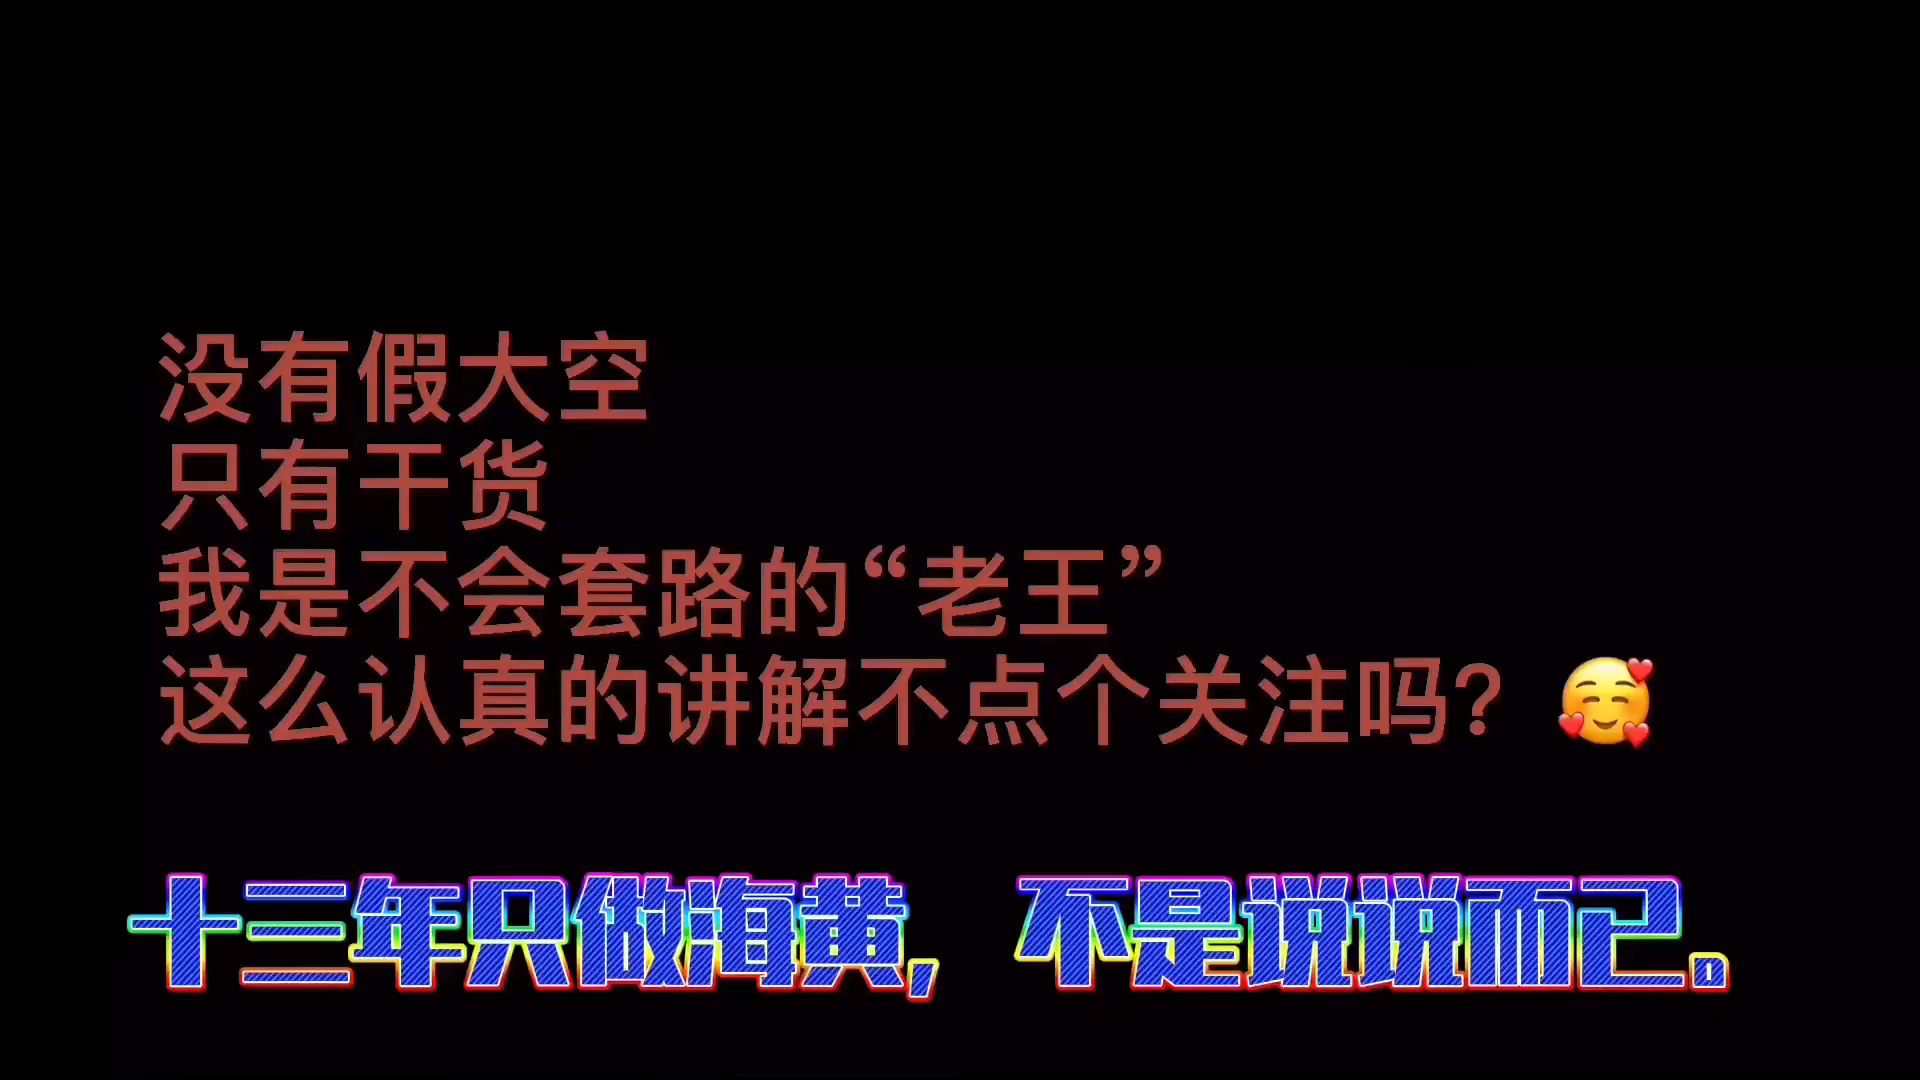 没有假大空
只有干货
我是不会套路的“老王”
这么认真的讲解不点个关注吗？🥰
十三年只做海黄，不是说说而已。